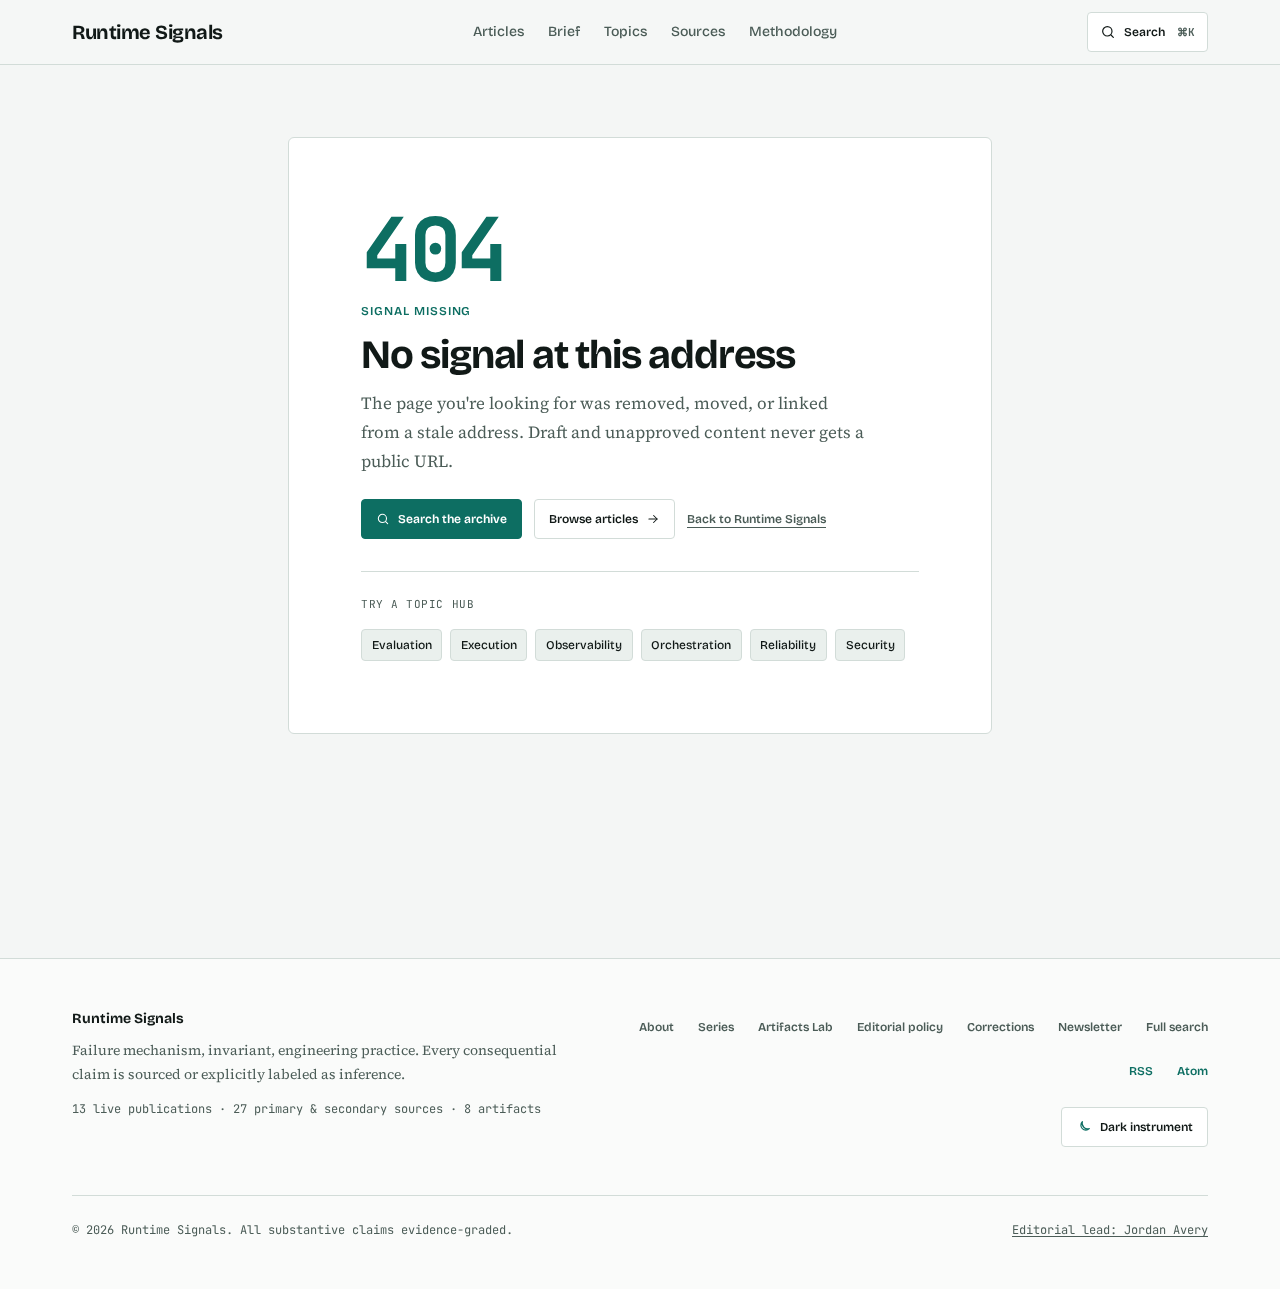 Runtime Signals
Articles Brief Topics Sources Methodology
Search ⌘K
404
SIGNAL MISSING
No signal at this address
The page you're looking for was removed, moved, or linked
from a stale address. Draft and unapproved content never gets a
public URL.
Search the archive
Browse articles →
Back to Runtime Signals
TRY A TOPIC HUB
Evaluation Execution Observability Orchestration Reliability Security
Runtime Signals
Failure mechanism, invariant, engineering practice. Every consequential
claim is sourced or explicitly labeled as inference.
13 live publications · 27 primary & secondary sources · 8 artifacts
About Series Artifacts Lab Editorial policy Corrections Newsletter Full search
RSS Atom
Dark instrument
© 2026 Runtime Signals. All substantive claims evidence-graded.
Editorial lead: Jordan Avery